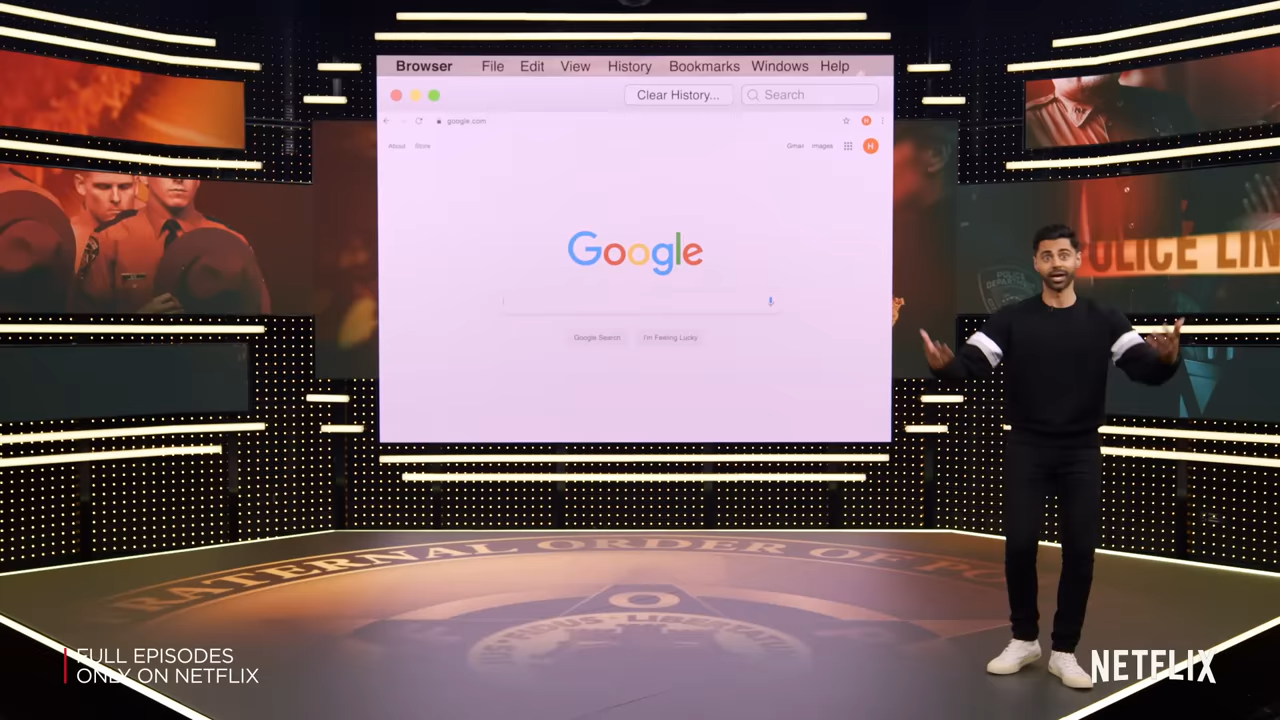 Browser File Edit View History Bookmarks Windows Help
Clear History... Search
google.com H
About Store Gmail Images H
Google
Google Search I'm Feeling Lucky
POLICE
OLICE LIN
RATERNAL ORDER OF PO
O
FULL EPISODES
ONLY ON NETFLIX
NETFLIX